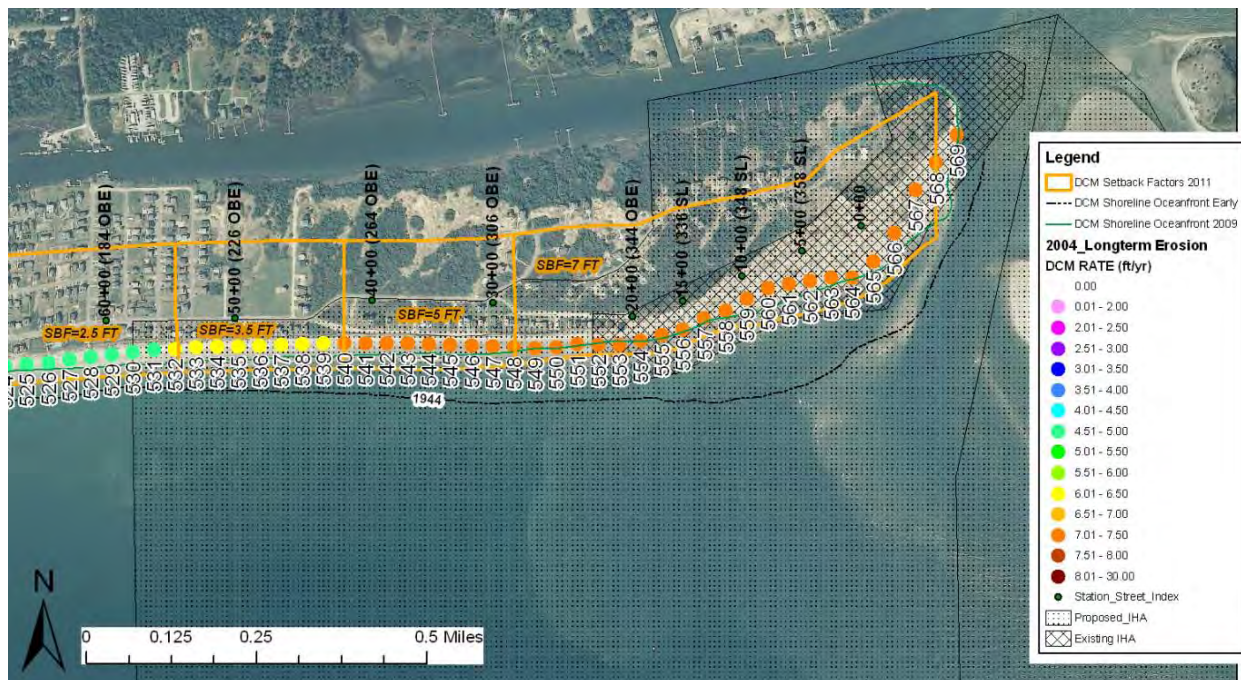 60+00 (184 OBE)
50+00 (226 OBE)
40+00 (264 OBE)
30+00 (306 OBE)
20+00 (344 OBE)
15+00 (336 SL)
10+00 (348 SL)
5+00 (358 SL)
0+00
SBF=2.5 FT
SBF=3.5 FT
SBF=5 FT
SBF=7 FT
525
526
527
528
529
530
531
532
533
534
535
536
537
538
539
540
541
542
543
544
545
546
547
548
549
550
551
552
553
554
555
556
557
558
559
560
561
562
563
564
565
566
567
568
569
1944
N
0 0.125 0.25 0.5 Miles
Legend
DCM Setback Factors 2011
DCM Shoreline Oceanfront Early
DCM Shoreline Oceanfront 2009
2004_Longterm Erosion
DCM RATE (ft/yr)
0.00
0.01 - 2.00
2.01 - 2.50
2.51 - 3.00
3.01 - 3.50
3.51 - 4.00
4.01 - 4.50
4.51 - 5.00
5.01 - 5.50
5.51 - 6.00
6.01 - 6.50
6.51 - 7.00
7.01 - 7.50
7.51 - 8.00
8.01 - 30.00
Station_Street_Index
Proposed_IHA
Existing IHA